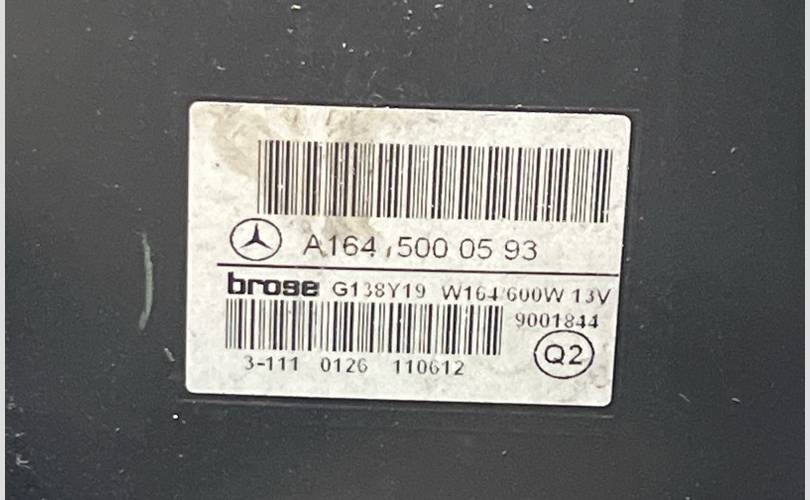 A164 500 05 93
brose G138Y19 W164 600W 13V
9001844
Q2
3-111 0126 110612